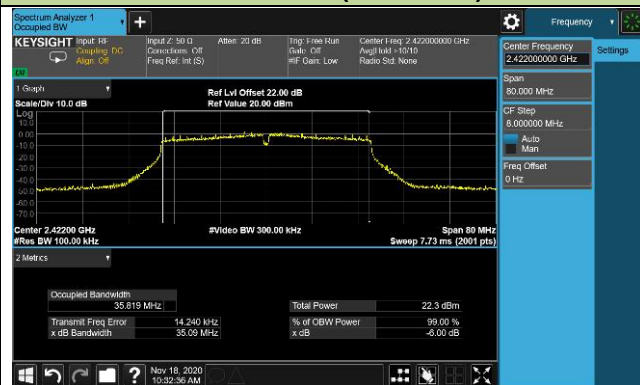 Spectrum Analyzer 1
Occupied BW
Frequency
KEYSIGHT Input: RF
Coupling: DC
Align: Off
Input Z: 50 Ω
Corrections: Off
Freq Ref: Int (S)
Atten: 20 dB
Trig: Free Run
Gate: Off
#IF Gain: Low
Center Freq: 2.422000000 GHz
Avg|Hold >10/10
Radio Std: None
Center Frequency
2.422000000 GHz
Settings
Span
80.000 MHz
CF Step
8.000000 MHz
Auto
Man
Freq Offset
0 Hz
1 Graph
Scale/Div 10.0 dB
Ref Lvl Offset 22.00 dB
Ref Value 20.00 dBm
Log
10.0
0.00
-10.0
-20.0
-30.0
-40.0
-50.0
-60.0
-70.0
Center 2.42200 GHz
#Res BW 100.00 kHz
#Video BW 300.00 kHz
Span 80 MHz
Sweep 7.73 ms (2001 pts)
2 Metrics
Occupied Bandwidth
35.819 MHz
Total Power 22.3 dBm
Transmit Freq Error 14.240 kHz
% of OBW Power 99.00 %
x dB Bandwidth 35.09 MHz
x dB -6.00 dB
Nov 18, 2020
10:32:36 AM